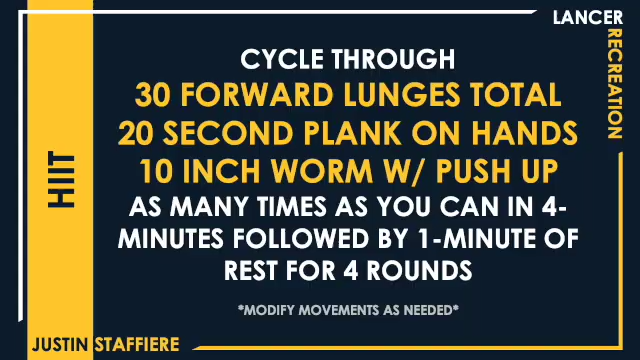 LANCER
RECREATION
HIIT
CYCLE THROUGH
30 FORWARD LUNGES TOTAL
20 SECOND PLANK ON HANDS
10 INCH WORM W/ PUSH UP
AS MANY TIMES AS YOU CAN IN 4-
MINUTES FOLLOWED BY 1-MINUTE OF
REST FOR 4 ROUNDS
*MODIFY MOVEMENTS AS NEEDED*
JUSTIN STAFFIERE